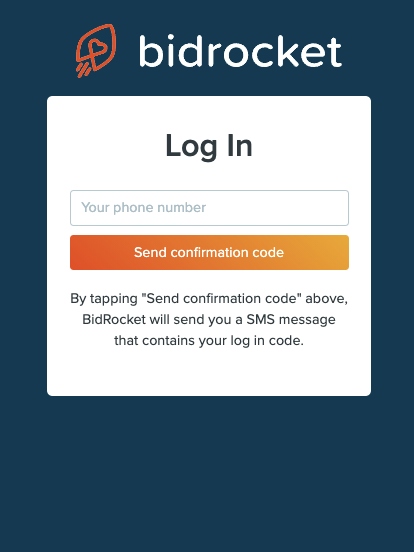 bidrocket
Log In
Your phone number
Send confirmation code
By tapping "Send confirmation code" above,
BidRocket will send you a SMS message
that contains your log in code.